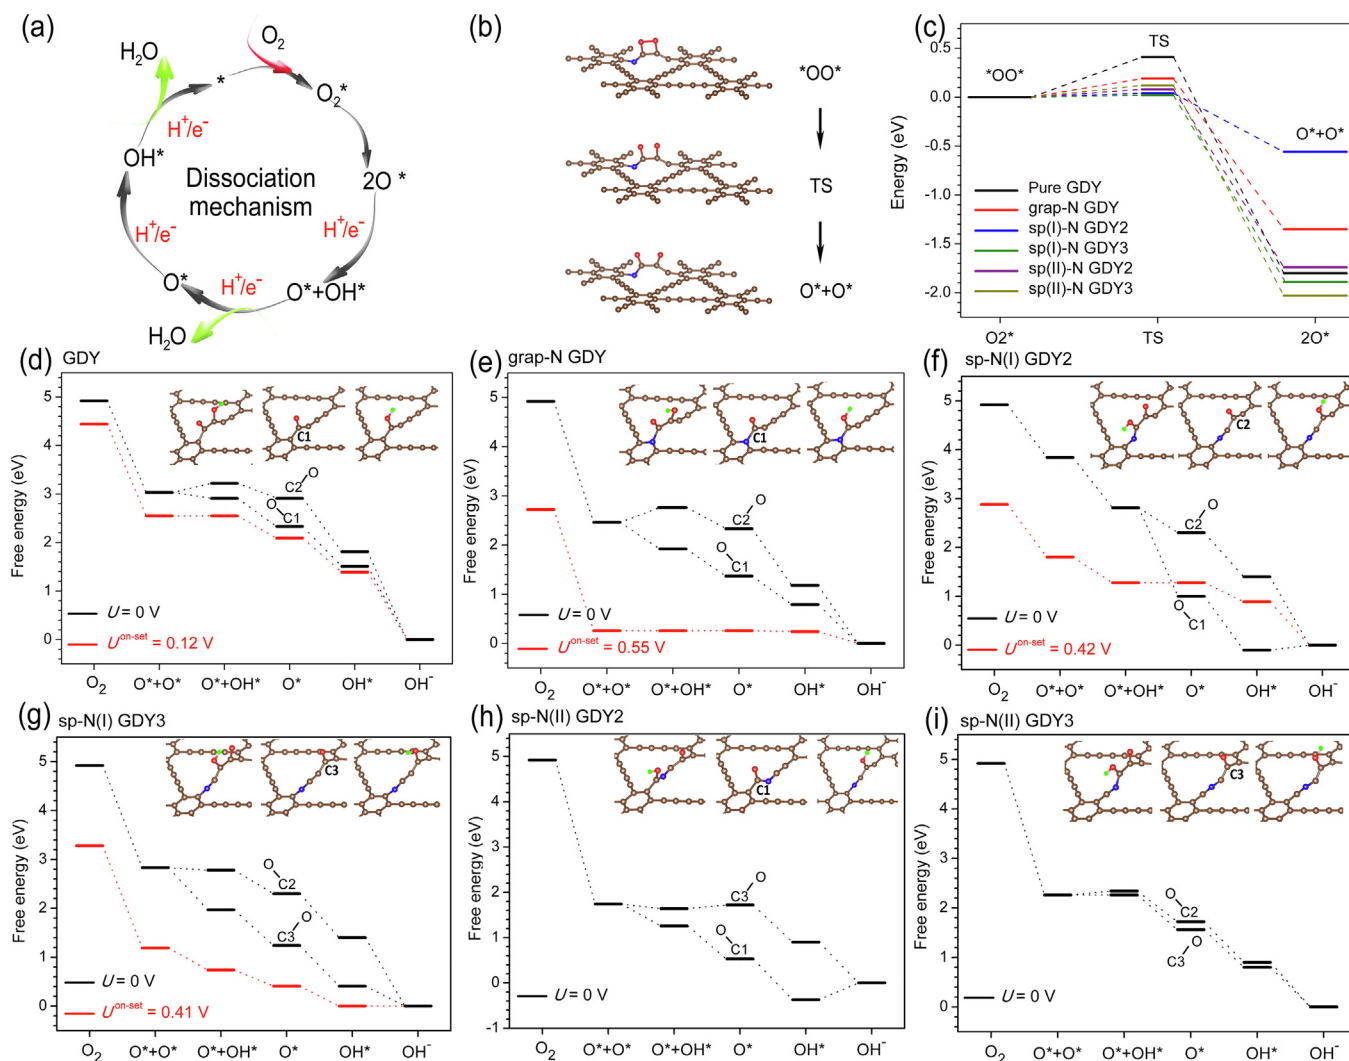 (a)
H2O
O2
*
O2*
H+/e-
OH*
Dissociation
mechanism
2O *
H+/e-
H+/e-
O*
H+/e-
O*+OH*
H2O
(b)
*OO*
TS
O*+O*
(c)
Energy (eV)
0.5
0.0
-0.5
-1.0
-1.5
-2.0
*OO*
TS
O*+O*
Pure GDY
grap-N GDY
sp(I)-N GDY2
sp(I)-N GDY3
sp(II)-N GDY2
sp(II)-N GDY3
O2*
TS
2O*
(d)
GDY
Free energy (eV)
5
4
3
2
1
0
C1
O
C2
O
C1
U = 0 V
U on-set = 0.12 V
O2
O*+O*
O*+OH*
O*
OH*
OH-
(e)
grap-N GDY
Free energy (eV)
5
4
3
2
1
0
C1
O
C2
O
C1
U = 0 V
U on-set = 0.55 V
O2
O*+O*
O*+OH*
O*
OH*
OH-
(f)
sp-N(I) GDY2
Free energy (eV)
5
4
3
2
1
0
C2
O
C2
O
C1
U = 0 V
U on-set = 0.42 V
O2
O*+O*
O*+OH*
O*
OH*
OH-
(g)
sp-N(I) GDY3
Free energy (eV)
5
4
3
2
1
0
C3
O
C2
O
C3
U = 0 V
U on-set = 0.41 V
O2
O*+O*
O*+OH*
O*
OH*
OH-
(h)
sp-N(II) GDY2
Free energy (eV)
5
4
3
2
1
0
-1
C1
O
C3
O
C1
U = 0 V
O2
O*+O*
O*+OH*
O*
OH*
OH-
(i)
sp-N(II) GDY3
Free energy (eV)
5
4
3
2
1
0
C3
O
C2
O
C3
U = 0 V
O2
O*+O*
O*+OH*
O*
OH*
OH-